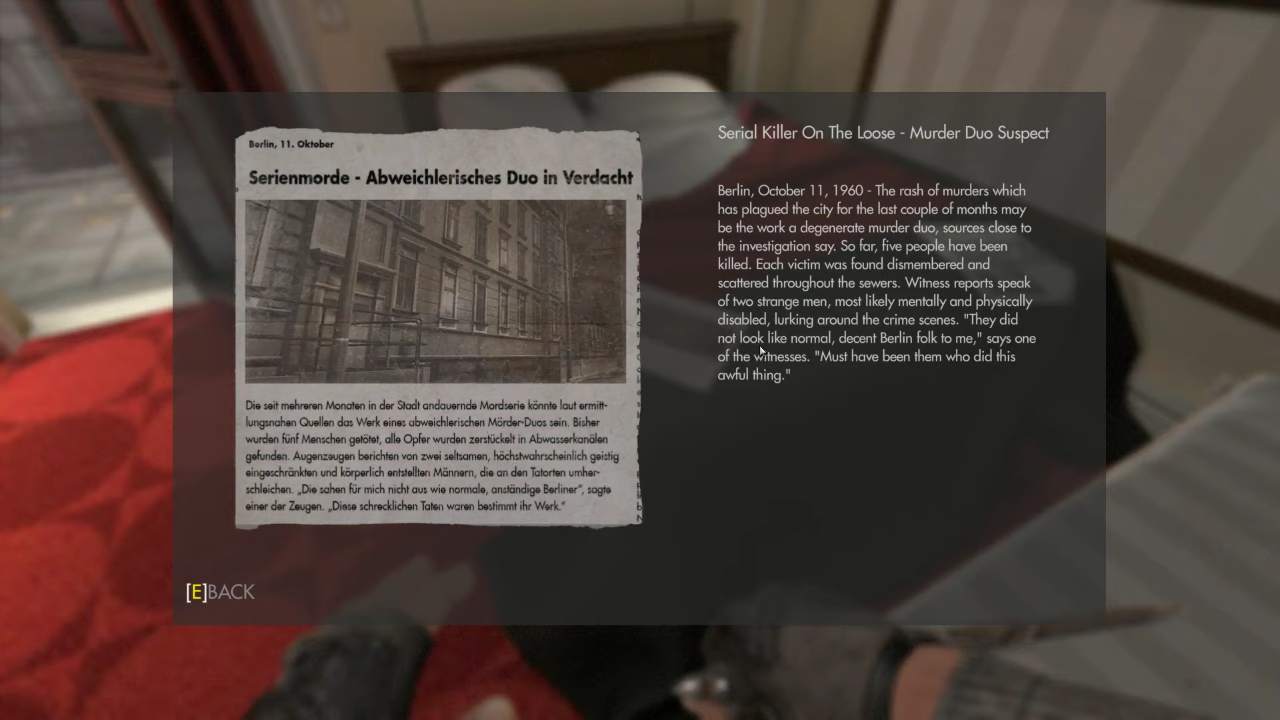 Berlin, 11. Oktober
Serienmorde - Abweichlerisches Duo in Verdacht
Die seit mehreren Monaten in der Stadt andauernde Mordserie könnte laut ermitt-
lungsnahen Quellen das Werk eines abweichlerischen Mörder-Duos sein. Bisher
wurden fünf Menschen getötet, alle Opfer wurden zerstückelt in Abwasserkanälen
gefunden. Augenzeugen berichten von zwei seltsamen, höchstwahrscheinlich geistig
eingeschränkten und körperlich entstellten Männern, die an den Tatorten umher-
schleichen. „Die sahen für mich nicht aus wie normale, anständige Berliner“, sagte
einer der Zeugen. „Diese schrecklichen Taten waren bestimmt ihr Werk.“
Serial Killer On The Loose - Murder Duo Suspect
Berlin, October 11, 1960 - The rash of murders which
has plagued the city for the last couple of months may
be the work a degenerate murder duo, sources close to
the investigation say. So far, five people have been
killed. Each victim was found dismembered and
scattered throughout the sewers. Witness reports speak
of two strange men, most likely mentally and physically
disabled, lurking around the crime scenes. "They did
not look like normal, decent Berlin folk to me," says one
of the witnesses. "Must have been them who did this
awful thing."
[E]BACK